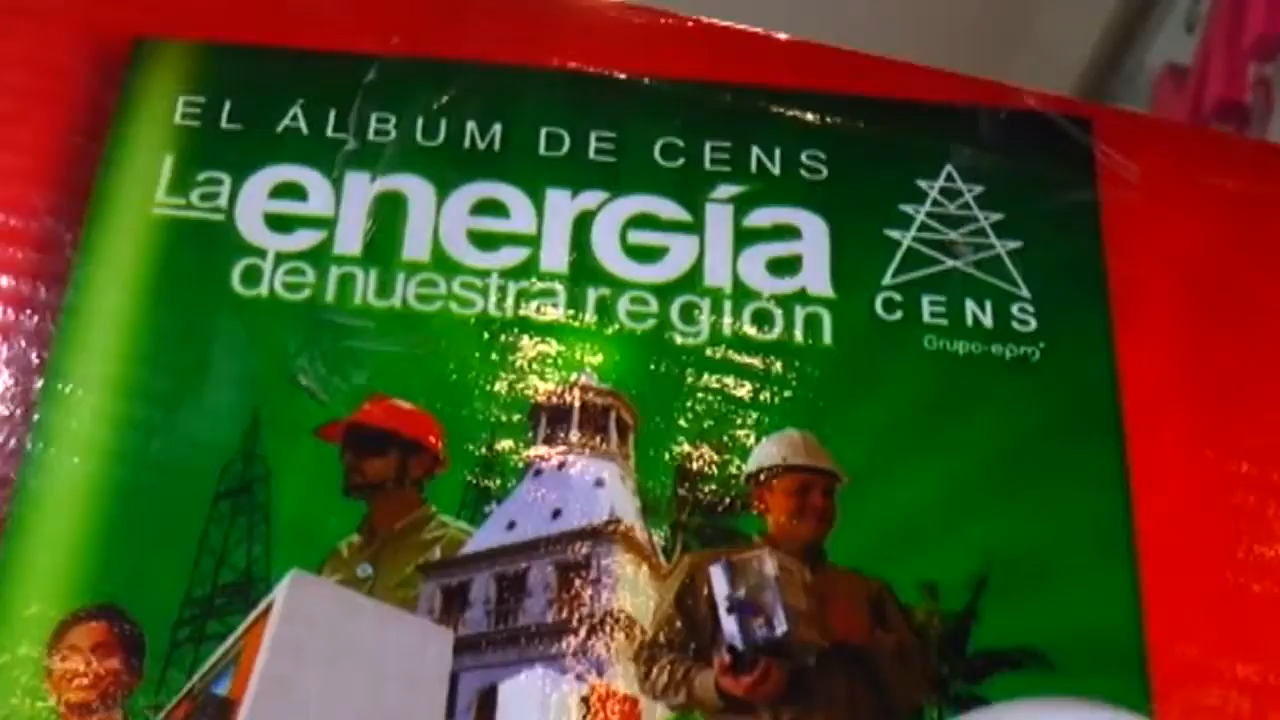 EL ÁLBUM DE CENS
La enerGía
de nuestra región
CENS
Grupo-epm